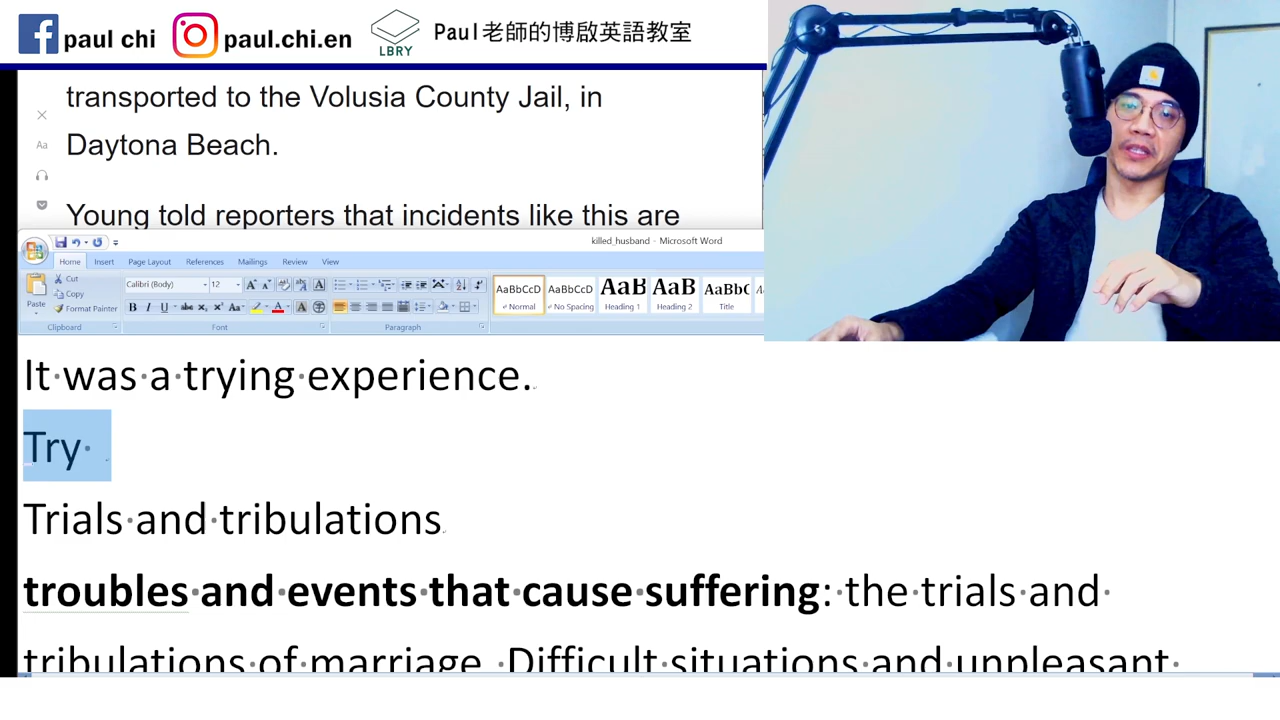 paul chi paul.chi.en LBRY Paul老師的博啟英語教室
transported to the Volusia County Jail, in
Aa Daytona Beach.
Young told reporters that incidents like this are
killed_husband - Microsoft Word
Home Insert Page Layout References Mailings Review View
Paste Cut Copy Format Painter
Calibri (Body) 12
B I U abc x₂ x² Aa A A
AaBbCcD AaBbCcD AaB AaB AaBbC
Normal No Spacing Heading 1 Heading 2 Title
Clipboard Font Paragraph
It was a trying experience.
Try
Trials and tribulations
troubles and events that cause suffering: the trials and
tribulations of marriage. Difficult situations and unpleasant